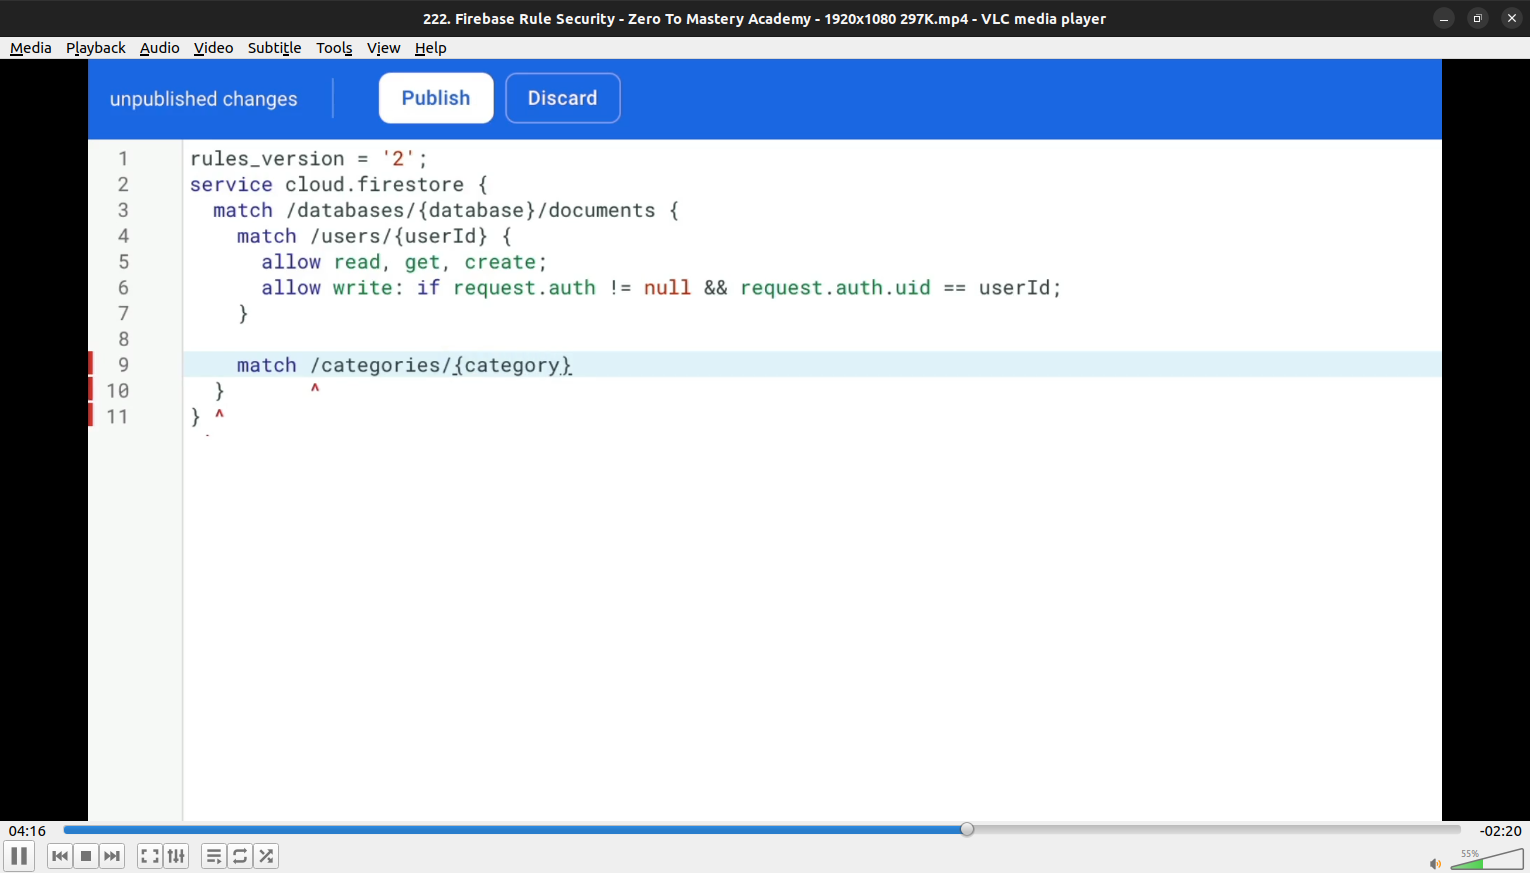 222. Firebase Rule Security - Zero To Mastery Academy - 1920x1080 297K.mp4 - VLC media player
Media Playback Audio Video Subtitle Tools View Help
unpublished changes Publish Discard
1 rules_version = '2';
2 service cloud.firestore {
3 match /databases/{database}/documents {
4 match /users/{userId} {
5 allow read, get, create;
6 allow write: if request.auth != null && request.auth.uid == userId;
7 }
8
9 match /categories/{category}
10 } ^
11 } ^
04:16 -02:20
55%